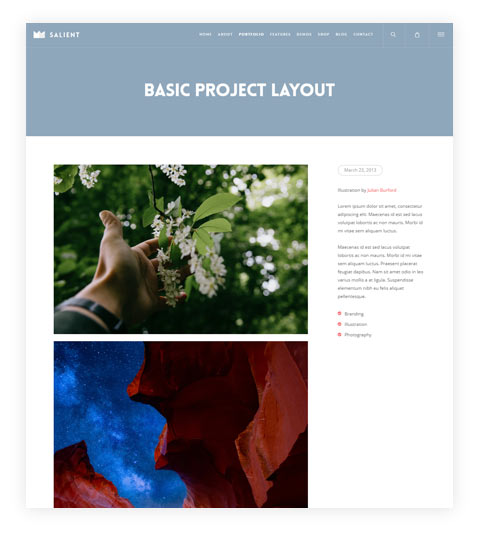 SALIENT
HOME ABOUT PORTFOLIO FEATURES DEMOS SHOP BLOG CONTACT
BASIC PROJECT LAYOUT
March 23, 2013
Illustration by Julian Burford
Lorem ipsum dolor sit amet, consectetur
adipiscing elit. Maecenas id est sed lacus
volutpat lobortis ac non mauris. Morbi id
mi vitae sem aliquam luctus.
Maecenas id est sed lacus volutpat
lobortis ac non mauris. Morbi id mi vitae
sem aliquam luctus. Praesent placerat
feugiat dapibus. Nam sit amet odio in leo
varius mollis a et ligula. Suspendisse
elementum nibh eu felis aliquet
pellentesque.
Branding
Illustration
Photography